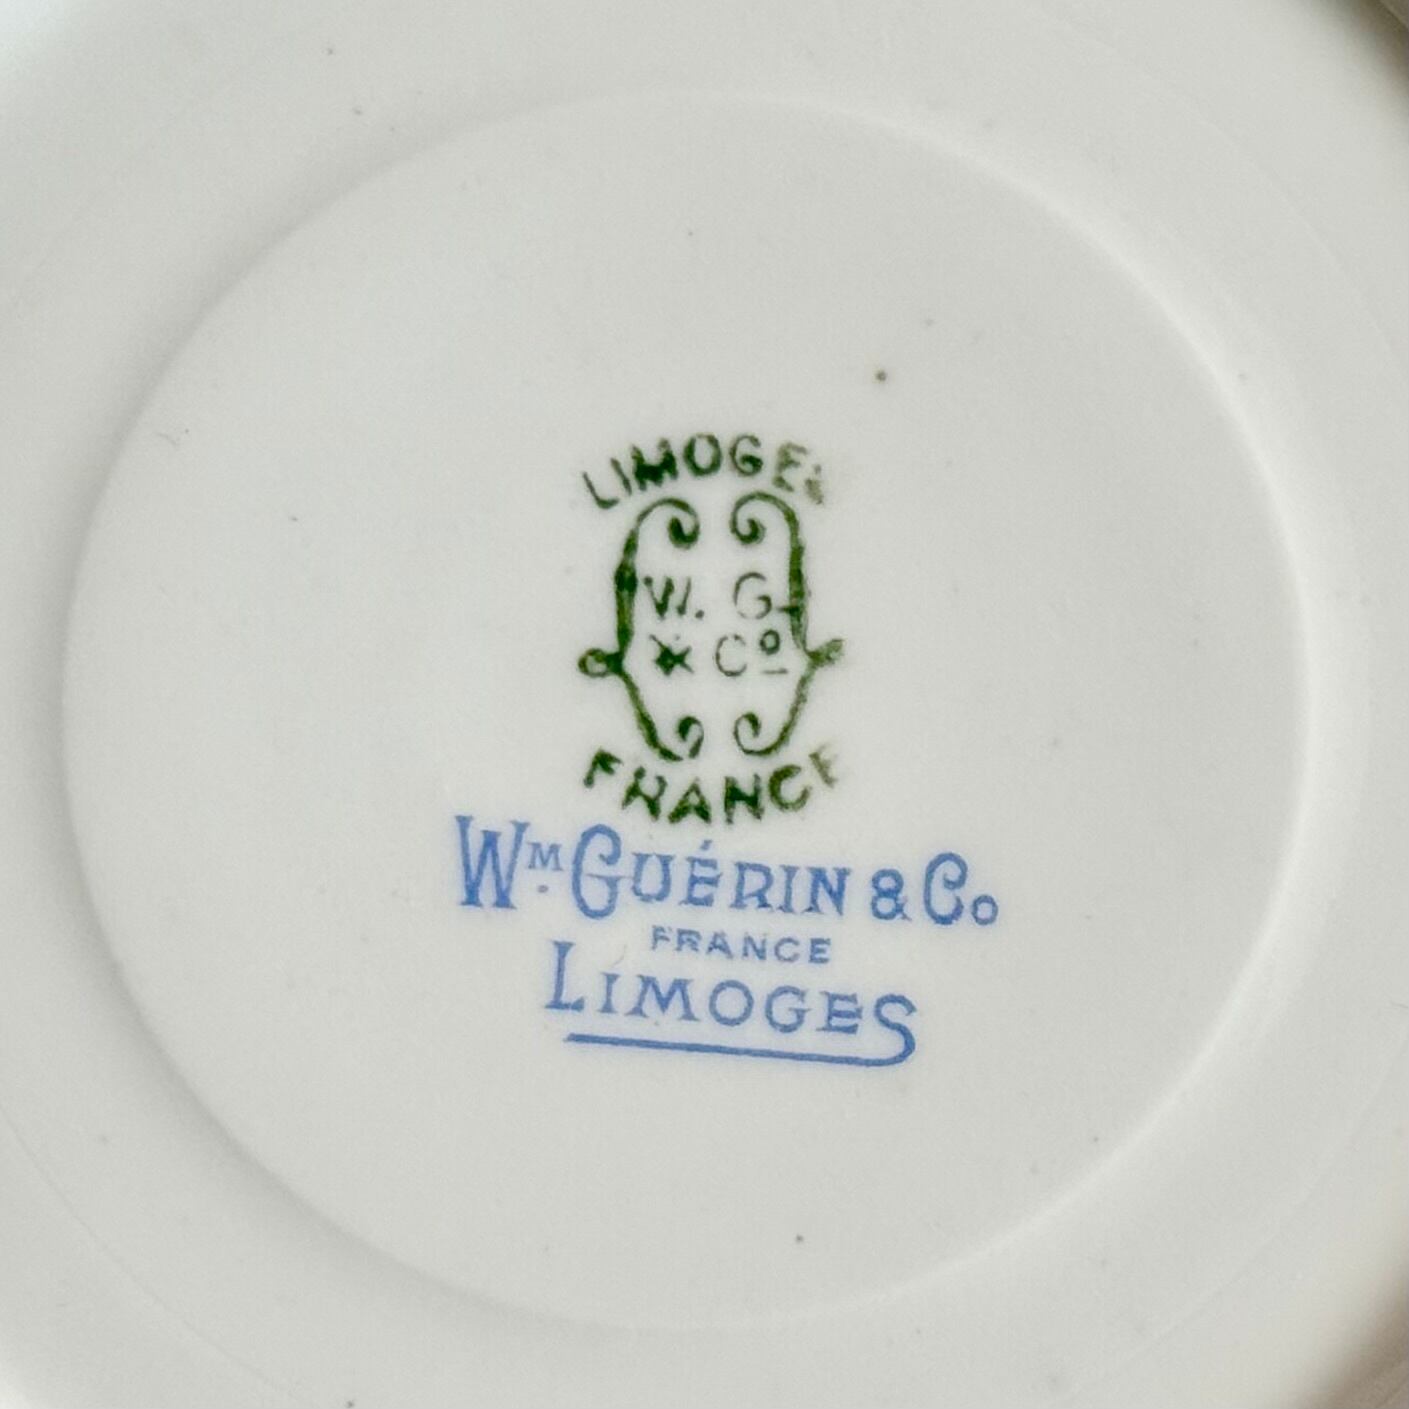 LIMOGES
W. G.
& Co
FRANCE
WM. GUÉRIN & Co
FRANCE
LIMOGES